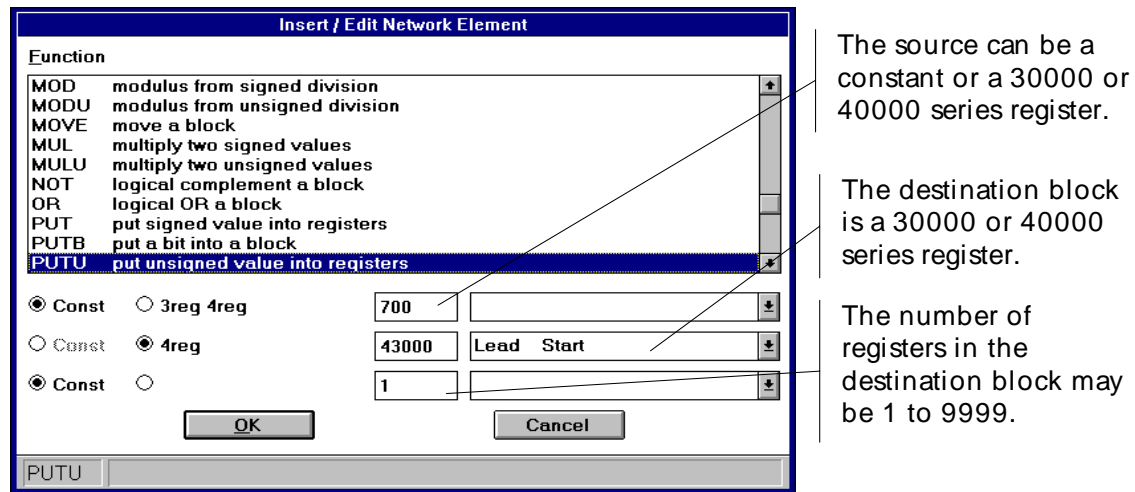 Insert / Edit Network Element
Function
MOD modulus from signed division
MODU modulus from unsigned division
MOVE move a block
MUL multiply two signed values
MULU multiply two unsigned values
NOT logical complement a block
OR logical OR a block
PUT put signed value into registers
PUTB put a bit into a block
PUTU put unsigned value into registers
Const 3reg 4reg 700
Const 4reg 43000 Lead Start
Const 1
OK Cancel
PUTU
The source can be a
constant or a 30000 or
40000 series register.
The destination block
is a 30000 or 40000
series register.
The number of
registers in the
destination block may
be 1 to 9999.